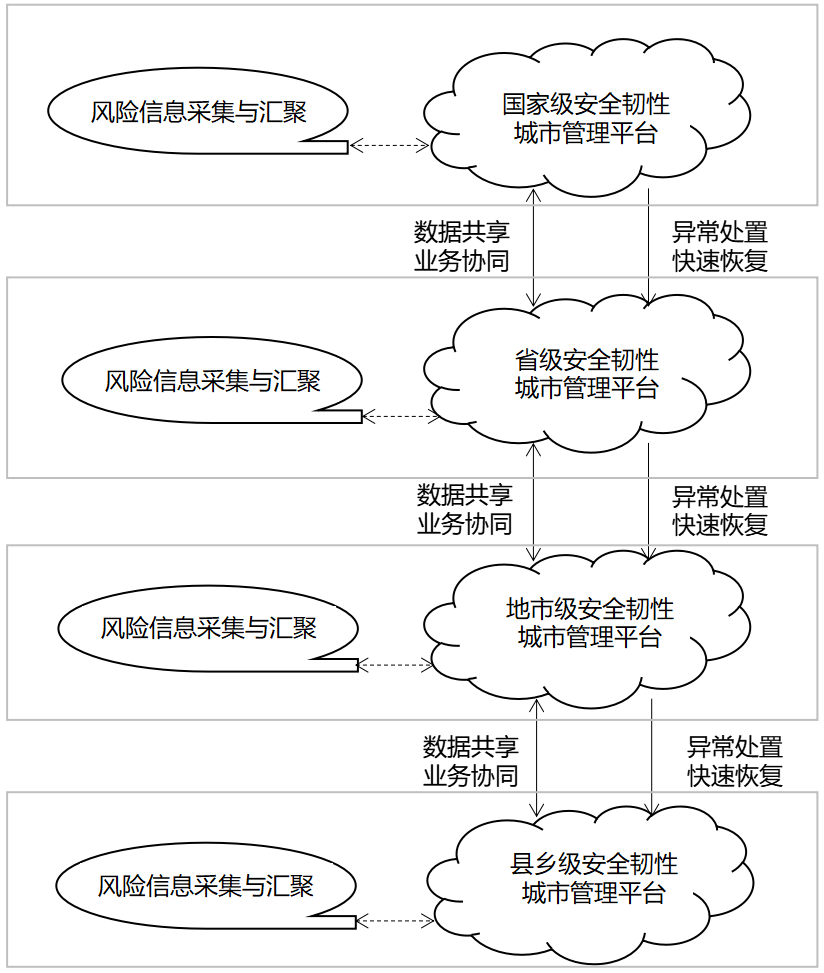 风险信息采集与汇聚
国家级安全韧性
城市管理平台
数据共享
业务协同
异常处置
快速恢复
风险信息采集与汇聚
省级安全韧性
城市管理平台
数据共享
业务协同
异常处置
快速恢复
风险信息采集与汇聚
地市级安全韧性
城市管理平台
数据共享
业务协同
异常处置
快速恢复
风险信息采集与汇聚
县乡级安全韧性
城市管理平台